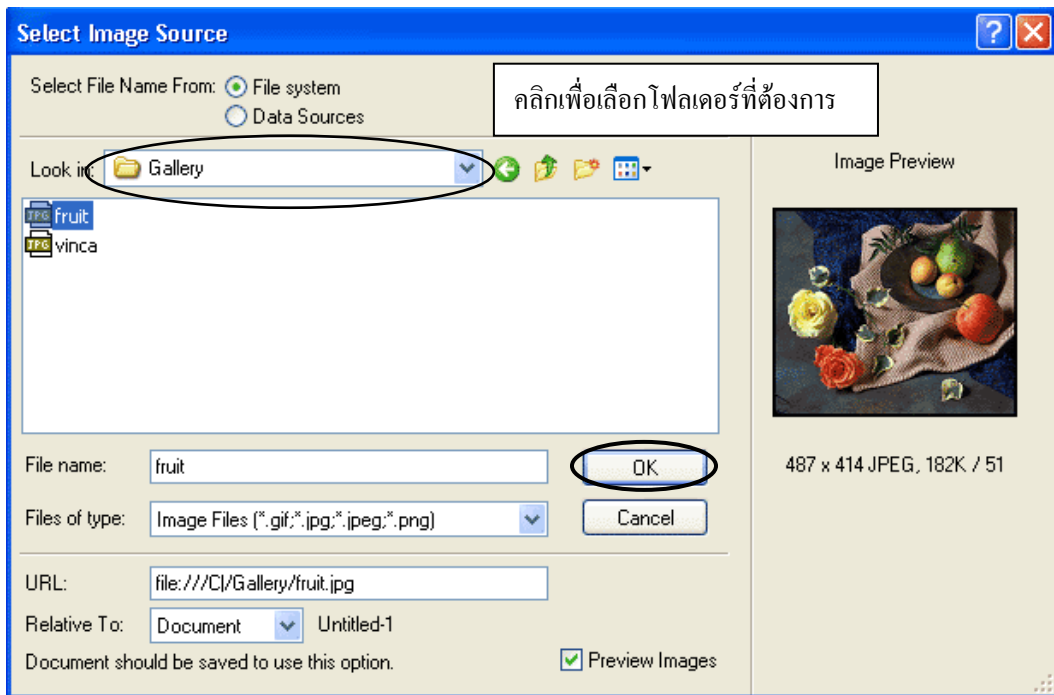 Select Image Source
Select File Name From: File system
Data Sources
คลิกเพื่อเลือกโฟลเดอร์ที่ต้องการ
Look in: Gallery
Image Preview
JPG fruit
JPG vinca
File name: fruit
OK
487 x 414 JPEG, 182K / 51
Files of type: Image Files (*.gif;*.jpg;*.jpeg;*.png)
Cancel
URL: file:///C|/Gallery/fruit.jpg
Relative To: Document Untitled-1
Document should be saved to use this option.
Preview Images